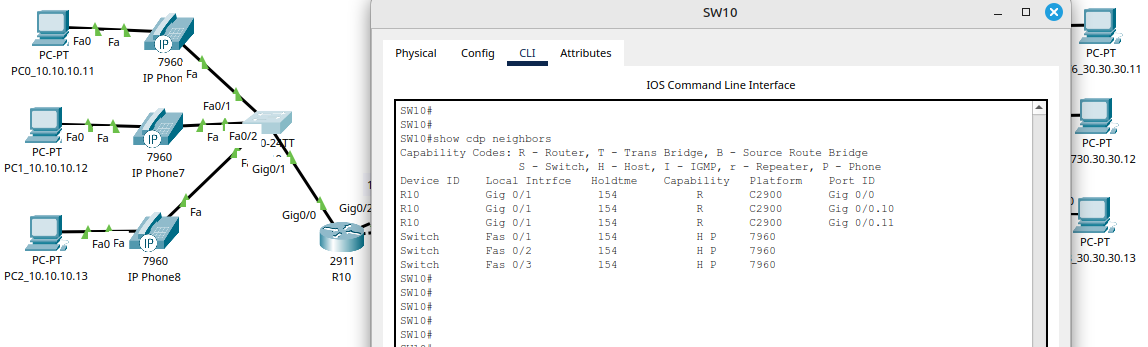 SW10
Physical Config CLI Attributes
IOS Command Line Interface
SW10#
SW10#
SW10#show cdp neighbors
Capability Codes: R - Router, T - Trans Bridge, B - Source Route Bridge
S - Switch, H - Host, I - IGMP, r - Repeater, P - Phone
Device ID Local Intrfce Holdtme Capability Platform Port ID
R10 Gig 0/1 154 R C2900 Gig 0/0
R10 Gig 0/1 154 R C2900 Gig 0/0.10
R10 Gig 0/1 154 R C2900 Gig 0/0.11
Switch Fas 0/1 154 H P 7960
Switch Fas 0/2 154 H P 7960
Switch Fas 0/3 154 H P 7960
SW10#
SW10#
SW10#
SW10#
SW10#
Fa0 Fa
IP
PC-PT
PC0_10.10.10.11
7960
IP Phon
Fa
Fa0/1
Fa0 Fa
IP
Fa Fa0/2
PC-PT
PC1_10.10.10.12
7960
IP Phone7
0-24TT
Gig0/1
Fa
Fa0 Fa
IP
PC-PT
PC2_10.10.10.13
7960
IP Phone8
Gig0/0
Gig0/2
2911
R10
PC-PT
6_30.30.30.11
PC-PT
730.30.30.12
PC-PT
_30.30.30.13